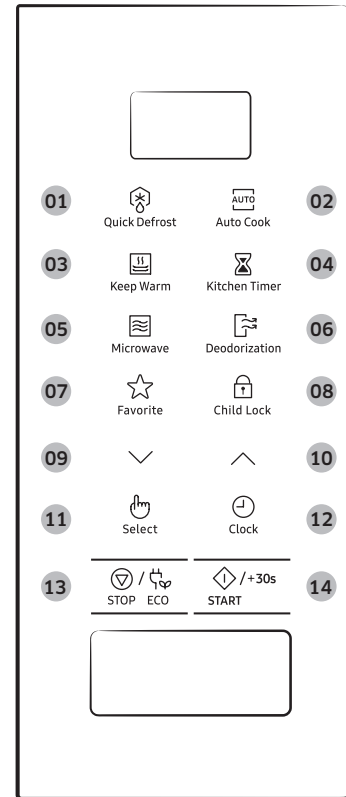 01 AUTO 02
Quick Defrost Auto Cook
03 04
Keep Warm Kitchen Timer
05 06
Microwave Deodorization
07 08
Favorite Child Lock
09 10
11 12
Select Clock
13 / /+30s 14
STOP ECO START